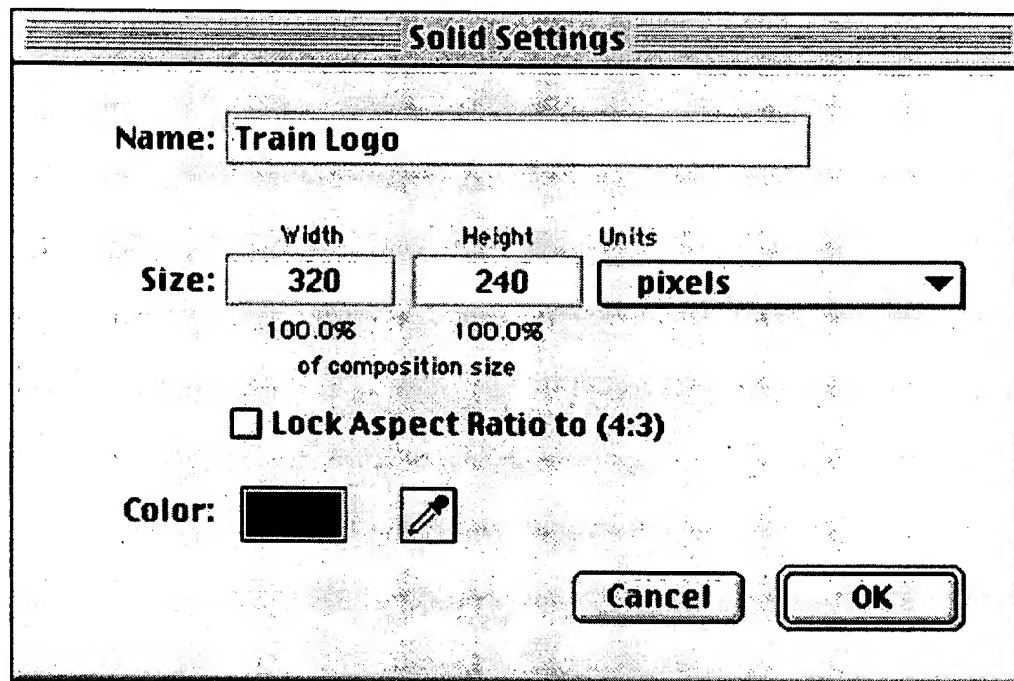 Solid Settings
Name: Train Logo
Width Height Units
Size: 320 240 pixels
100.0% 100.0%
of composition size
Lock Aspect Ratio to (4:3)
Color:
Cancel OK